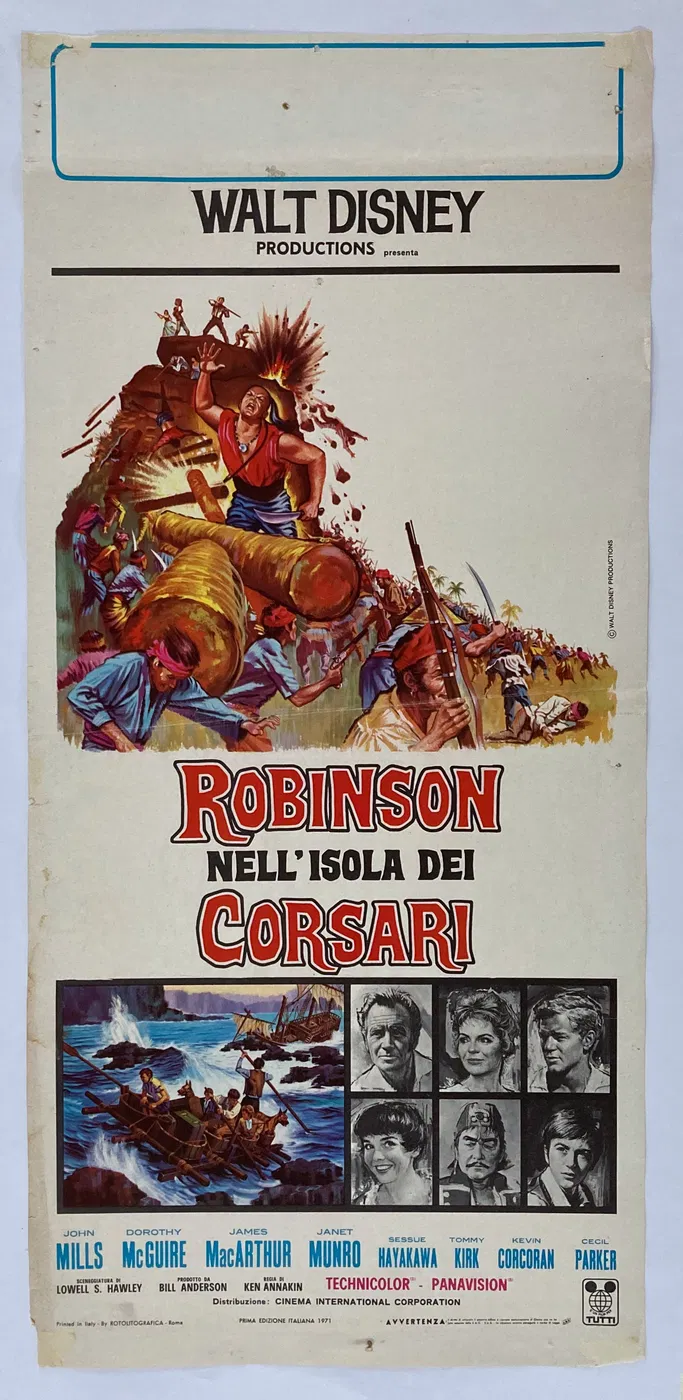 WALT DISNEY
PRODUCTIONS presenta
© WALT DISNEY PRODUCTIONS
ROBINSON
NELL'ISOLA DEI
CORSARI
JOHN MILLS DOROTHY McGUIRE JAMES MacARTHUR JANET MUNRO SESSUE HAYAKAWA TOMMY KIRK KEVIN CORCORAN CECIL PARKER
SCENEGGIATURA DI LOWELL S. HAWLEY PRODOTTO DA BILL ANDERSON REGIA DI KEN ANNAKIN TECHNICOLOR® - PANAVISION®
Distribuzione: CINEMA INTERNATIONAL CORPORATION
TUTTI
Printed in Italy - By ROTOLITOGRAFICA - Roma PRIMA EDIZIONE ITALIANA 1971 AVVERTENZA